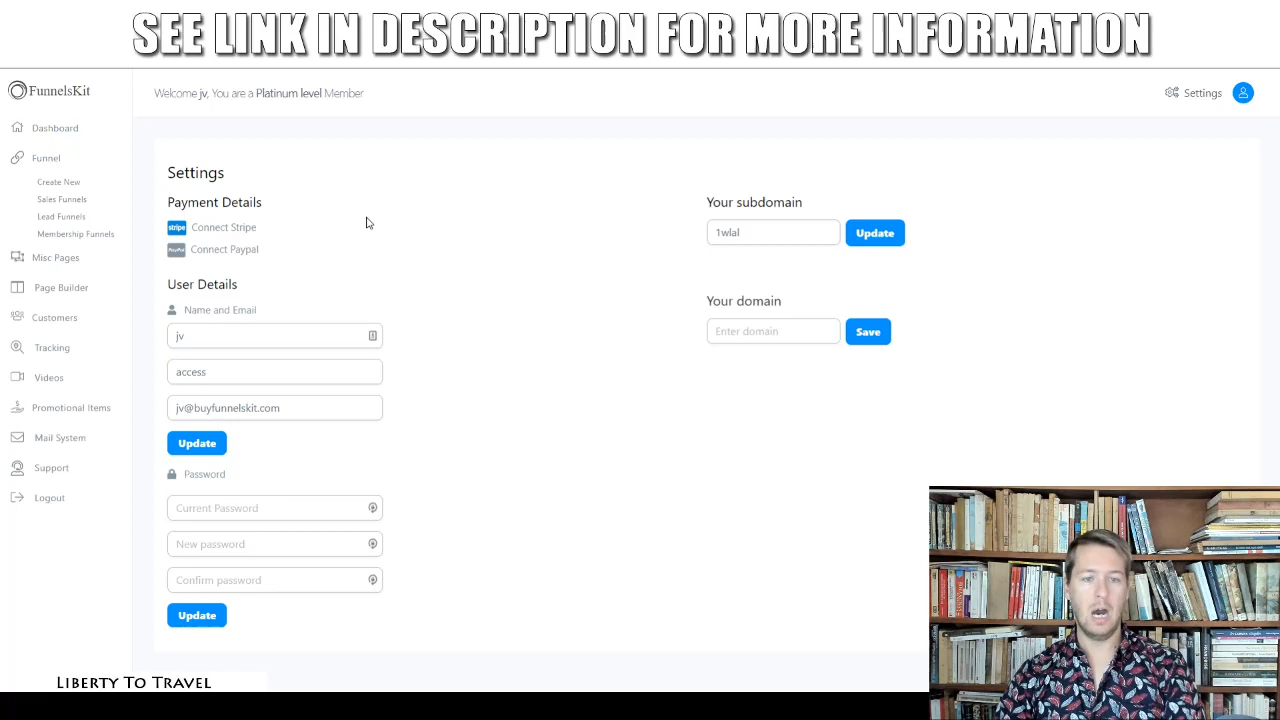 SEE LINK IN DESCRIPTION FOR MORE INFORMATION
FunnelsKit
Welcome jv, You are a Platinum level Member
Settings
Dashboard
Funnel
Create New
Sales Funnels
Lead Funnels
Membership Funnels
Misc Pages
Page Builder
Customers
Tracking
Videos
Promotional Items
Mail System
Support
Logout
Settings
Payment Details
stripe Connect Stripe
PayPal Connect Paypal
User Details
Name and Email
jv
access
jv@buyfunnelskit.com
Update
Password
Current Password
New password
Confirm password
Update
Your subdomain
1wlal Update
Your domain
Enter domain Save
LIBERTY TO TRAVEL